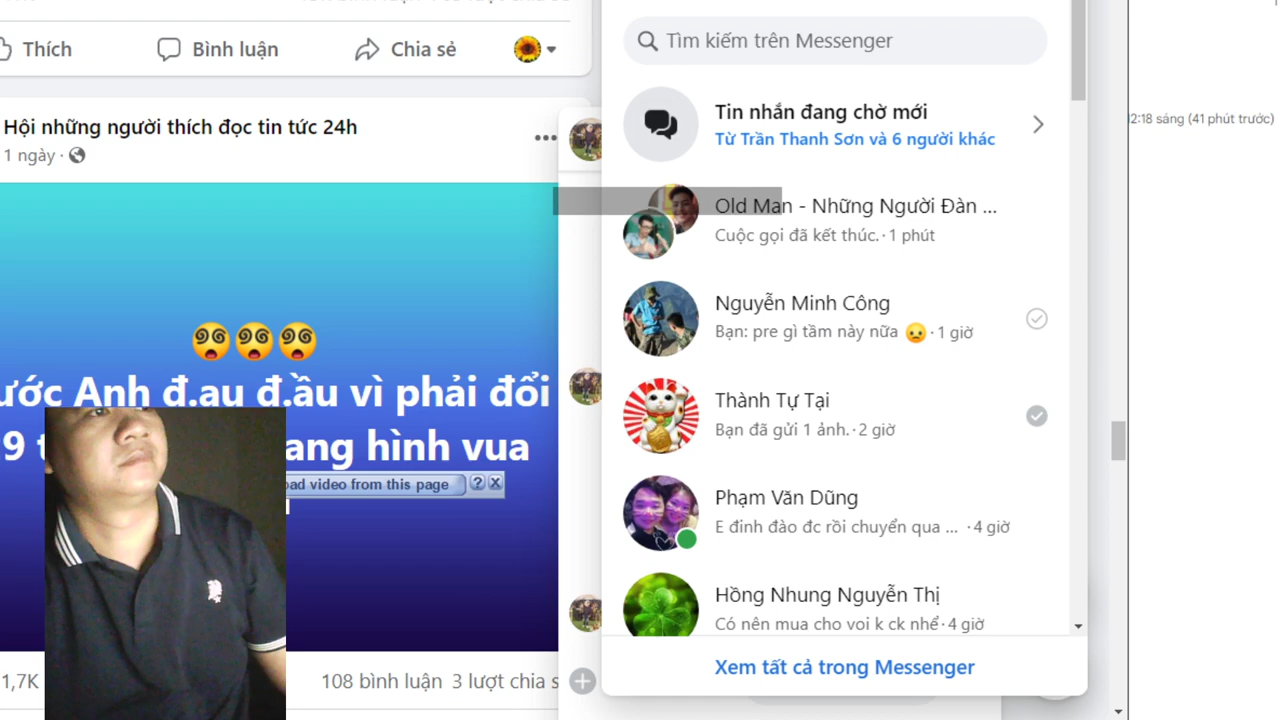 Thích
Bình luận
Chia sẻ
Hội những người thích đọc tin tức 24h
1 ngày ·
Anh đ.au đ.ầu vì phải đổi
hình vua
video from this page
1,7K
108 bình luận 3 lượt chia
Tìm kiếm trên Messenger
Tin nhắn đang chờ mới
Từ Trần Thanh Sơn và 6 người khác
Old Man - Những Người Đàn ...
Cuộc gọi đã kết thúc. · 1 phút
Nguyễn Minh Công
Bạn: pre gì tầm này nữa 😞 · 1 giờ
Thành Tự Tại
Bạn đã gửi 1 ảnh. · 2 giờ
Phạm Văn Dũng
E đinh đào đc rồi chuyển qua ... · 4 giờ
Hồng Nhung Nguyễn Thị
Có nên mua cho voi k ck nhể · 4 giờ
Xem tất cả trong Messenger
2:18 sáng (41 phút trước)